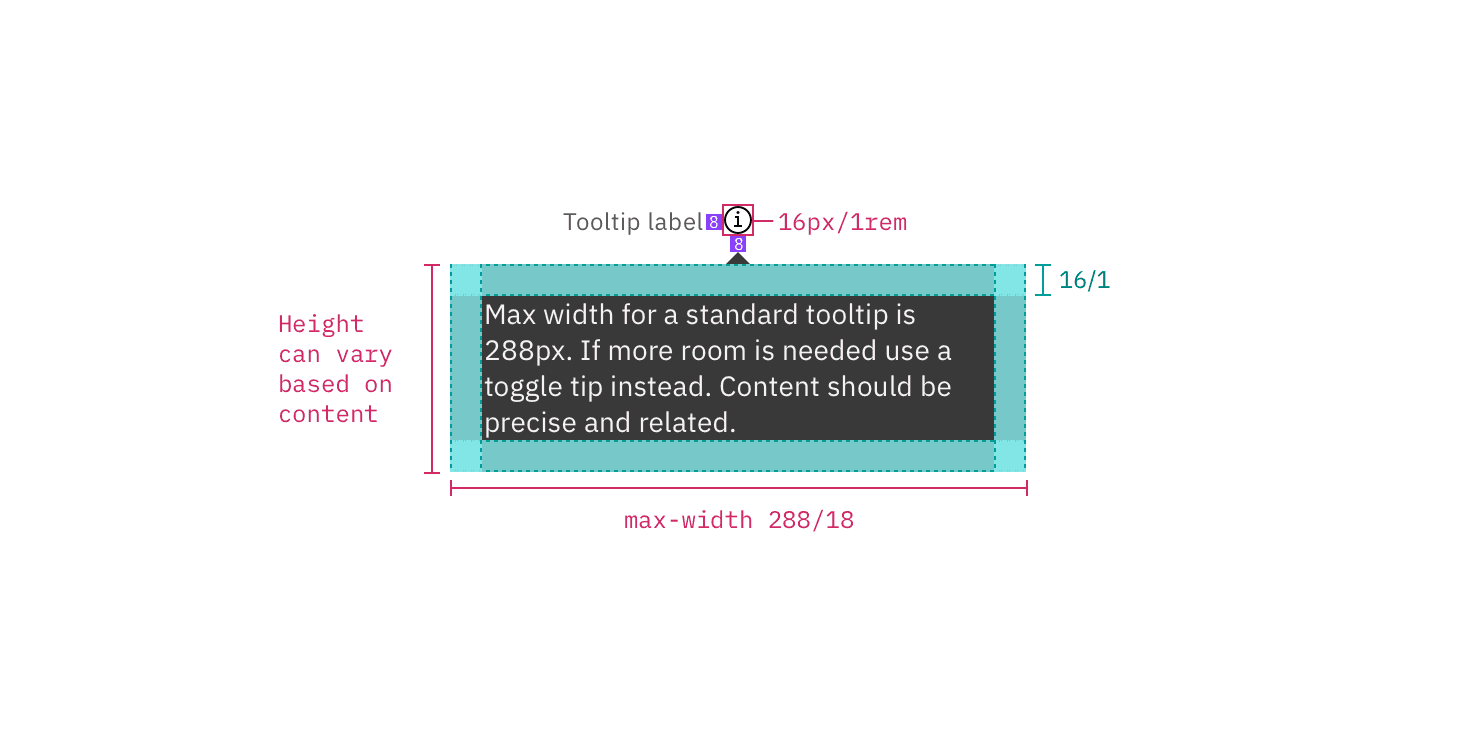 Tooltip label 8 i 16px/1rem
8
16/1
Height
can vary
based on
content
Max width for a standard tooltip is
288px. If more room is needed use a
toggle tip instead. Content should be
precise and related.
max-width 288/18